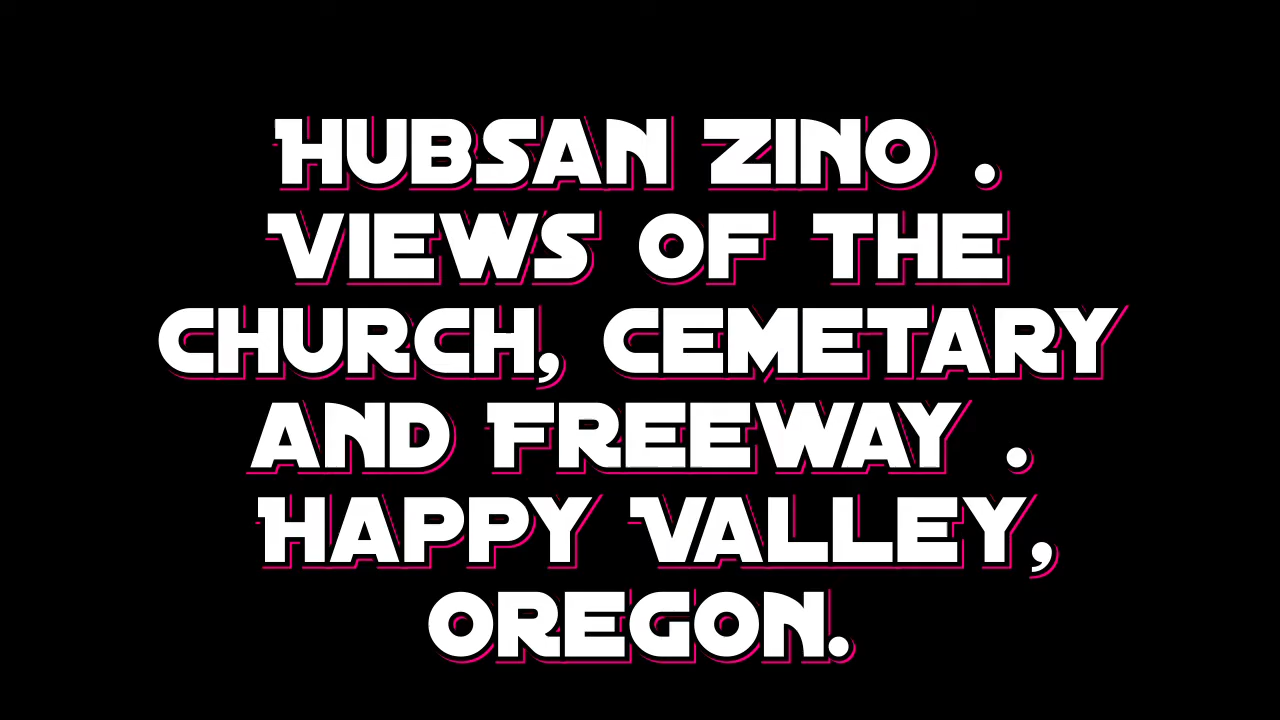 Hubsan Zino .
Views of the
church, cemetary
and Freeway .
Happy Valley,
Oregon.